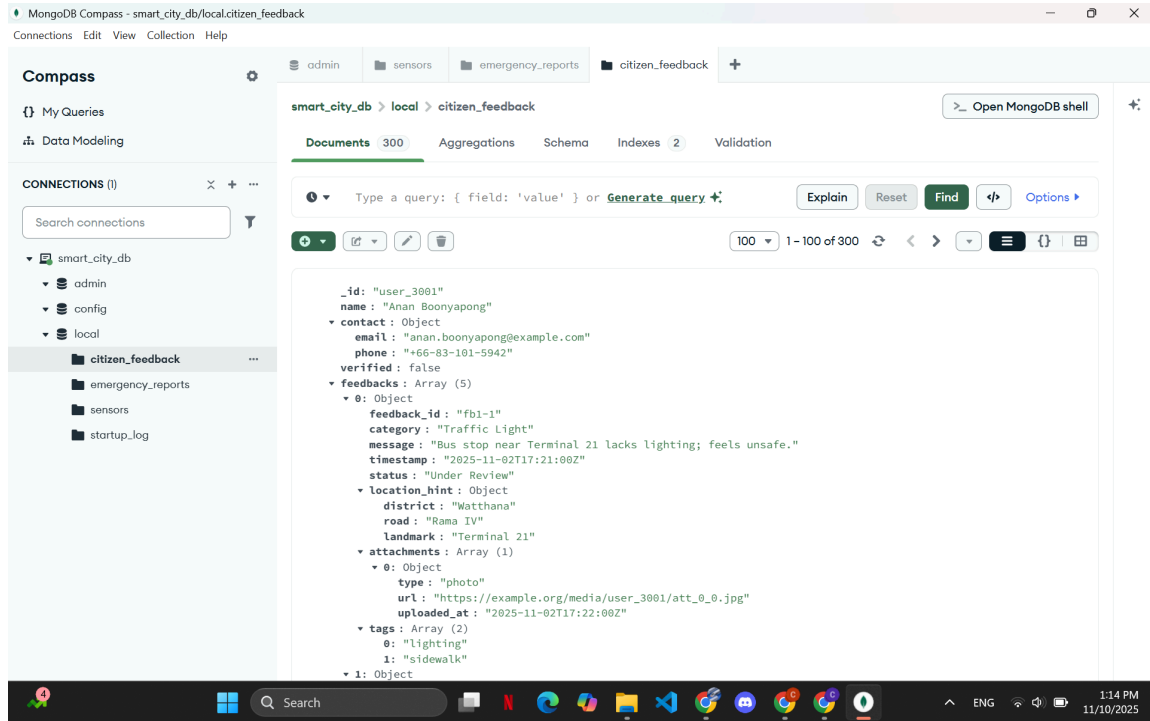 MongoDB Compass - smart_city_db/local.citizen_feedback
Connections Edit View Collection Help
Compass
My Queries
Data Modeling
CONNECTIONS (1)
Search connections
smart_city_db
admin
config
local
citizen_feedback
emergency_reports
sensors
startup_log
admin sensors emergency_reports citizen_feedback
smart_city_db > local > citizen_feedback
>_ Open MongoDB shell
Documents 300 Aggregations Schema Indexes 2 Validation
Type a query: { field: 'value' } or Generate query
Explain Reset Find </> Options
100 1 – 100 of 300
_id: "user_3001"
name : "Anan Boonyapong"
contact : Object
email : "anan.boonyapong@example.com"
phone : "+66-83-101-5942"
verified : false
feedbacks : Array (5)
0: Object
feedback_id : "fb1-1"
category : "Traffic Light"
message : "Bus stop near Terminal 21 lacks lighting; feels unsafe."
timestamp : "2025-11-02T17:21:00Z"
status : "Under Review"
location_hint : Object
district : "Watthana"
road : "Rama IV"
landmark : "Terminal 21"
attachments : Array (1)
0: Object
type : "photo"
url : "https://example.org/media/user_3001/att_0_0.jpg"
uploaded_at : "2025-11-02T17:22:00Z"
tags : Array (2)
0: "lighting"
1: "sidewalk"
1: Object
4
Search
ENG
1:14 PM
11/10/2025